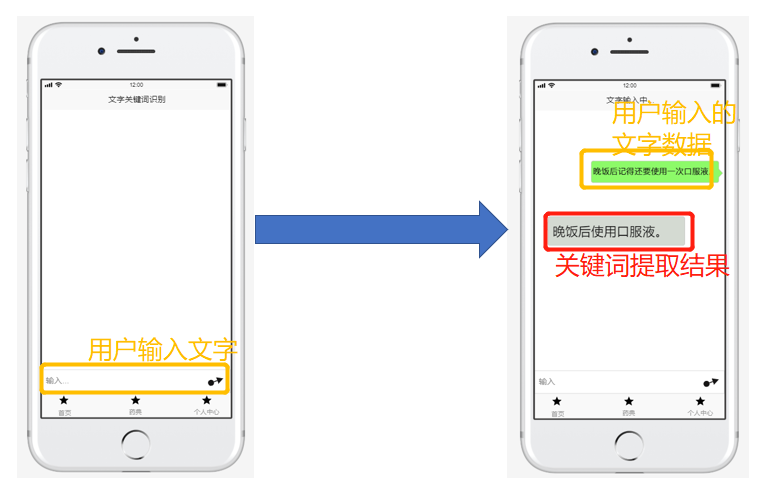 12:00
文字关键词识别
用户输入文字
输入...
首页
药典
个人中心
12:00
文字输入中。
用户输入的
文字数据
晚饭后记得还要使用一次口服液。
晚饭后使用口服液。
关键词提取结果
输入
首页
药典
个人中心